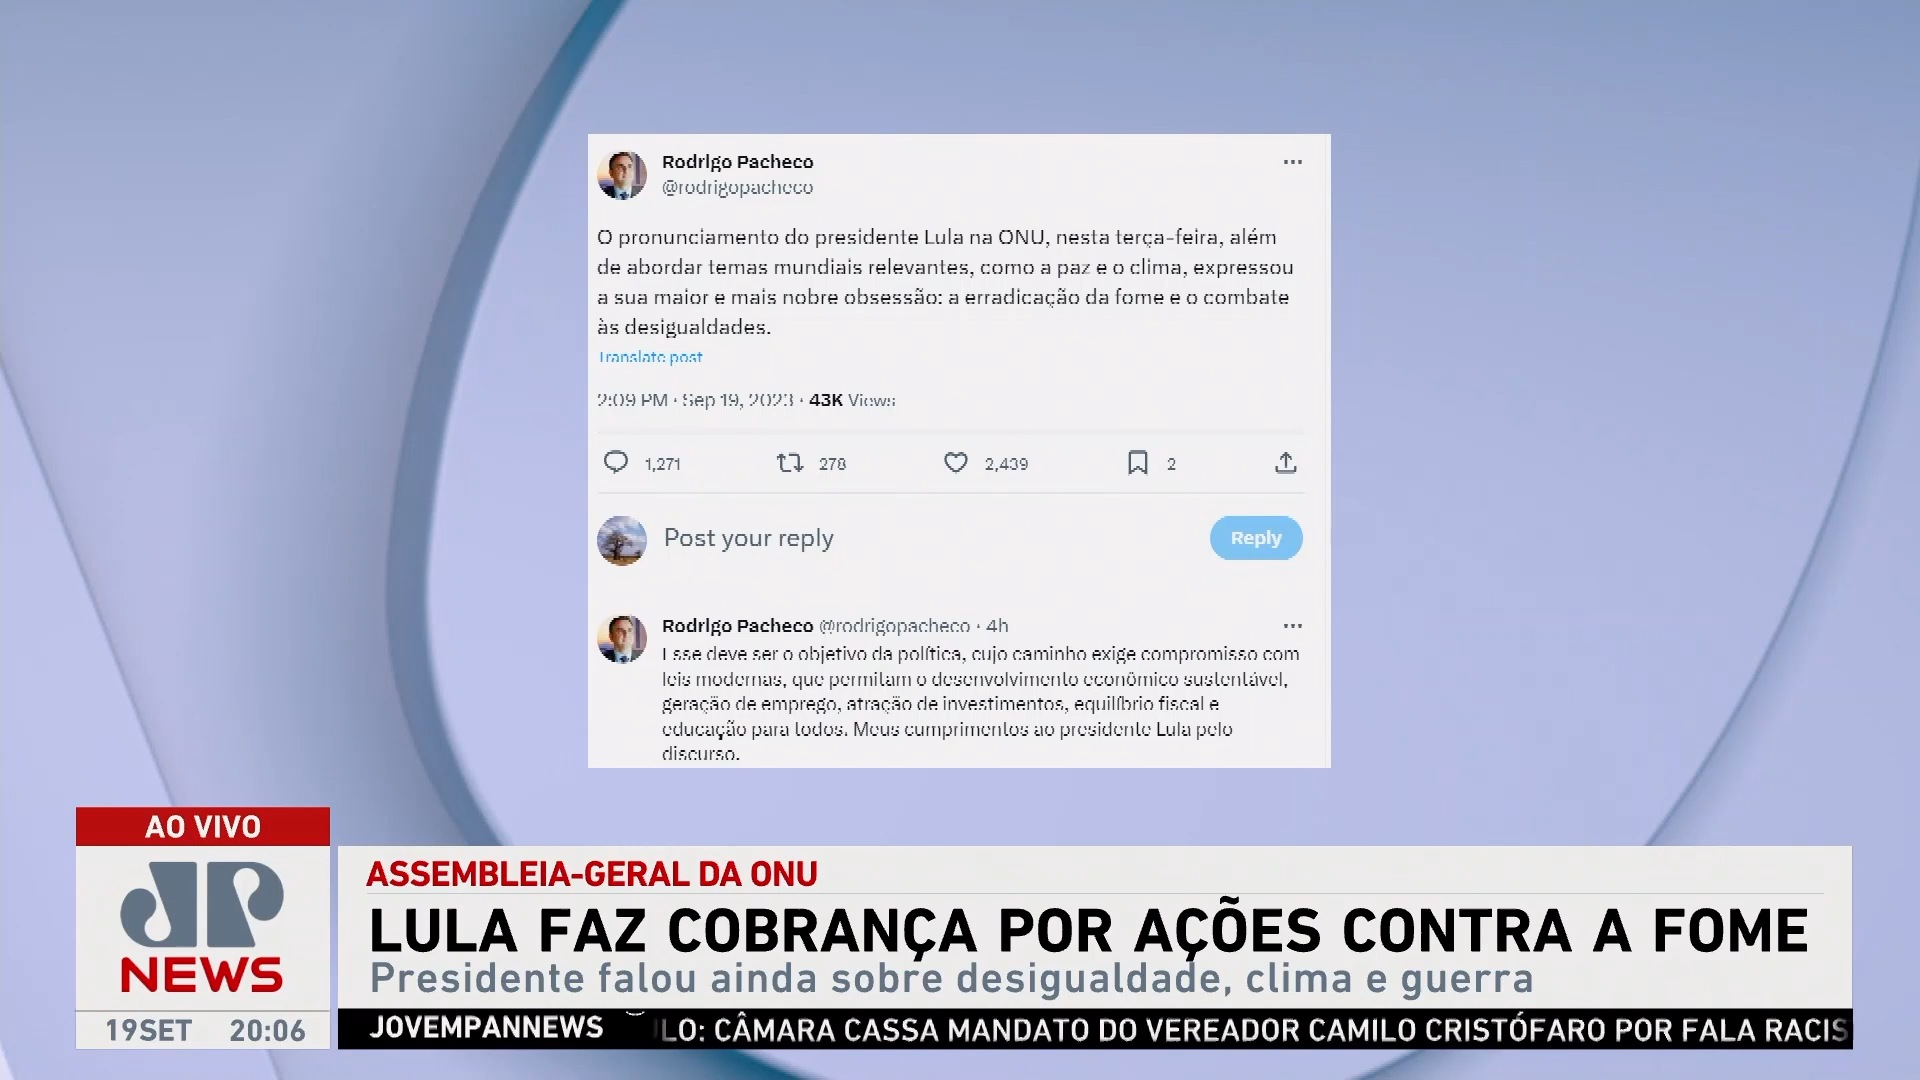 Rodrigo Pacheco
@rodrigopacheco
O pronunciamento do presidente Lula na ONU, nesta terça-feira, além
de abordar temas mundiais relevantes, como a paz e o clima, expressou
a sua maior e mais nobre obsessão: a erradicação da fome e o combate
às desigualdades.
Translate post
2:09 PM · Sep 19, 2023 · 43K Views
1,271 278 2,439 2
Post your reply
Reply
Rodrigo Pacheco @rodrigopacheco · 4h
Esse deve ser o objetivo da política, cujo caminho exige compromisso com
leis modernas, que permitam o desenvolvimento econômico sustentável,
geração de emprego, atração de investimentos, equilíbrio fiscal e
educação para todos. Meus cumprimentos ao presidente Lula pelo
discurso.
AO VIVO
JP
NEWS
19SET 20:06
ASSEMBLEIA-GERAL DA ONU
LULA FAZ COBRANÇA POR AÇÕES CONTRA A FOME
Presidente falou ainda sobre desigualdade, clima e guerra
JOVEMPANNEWS LO: CÂMARA CASSA MANDATO DO VEREADOR CAMILO CRISTÓFARO POR FALA RACIS